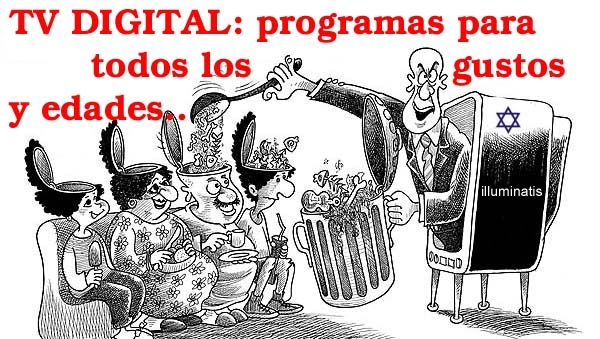 TV DIGITAL: programas para
todos los gustos
y edades..
illuminatis